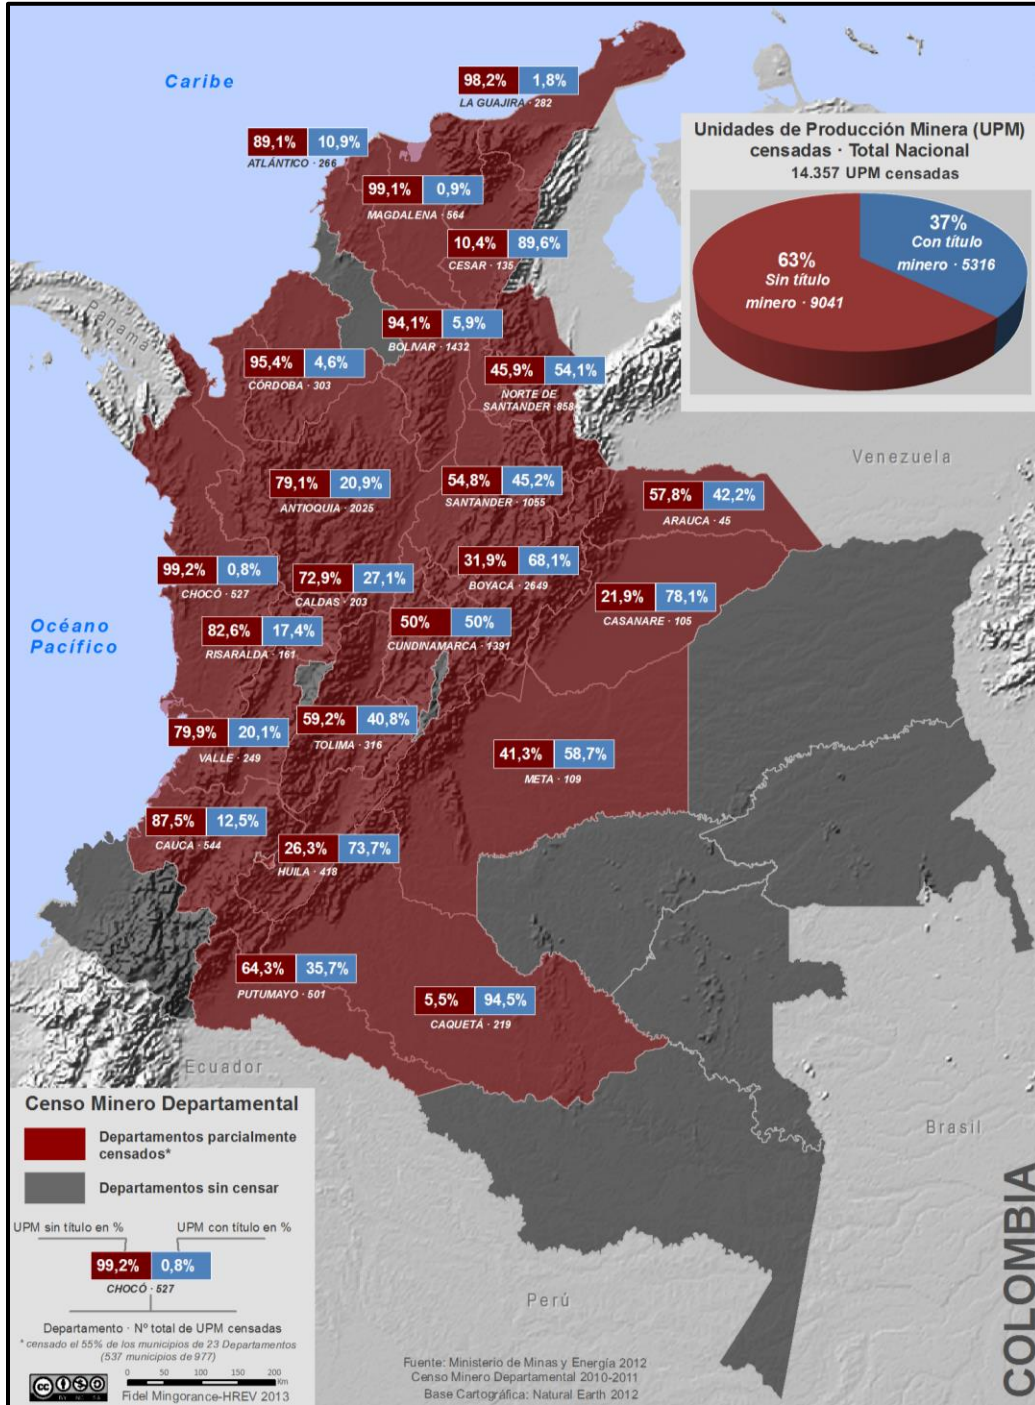 Caribe
98,2% 1,8%
LA GUAJIRA · 282
89,1% 10,9%
ATLÁNTICO · 266
99,1% 0,9%
MAGDALENA · 564
10,4% 89,6%
CESAR · 135
Unidades de Producción Minera (UPM)
censadas · Total Nacional
14.357 UPM censadas
37%
Con título
minero · 5316
63%
Sin título
minero · 9041
Panamá
94,1% 5,9%
BOLIVAR · 1432
95,4% 4,6%
CÓRDOBA · 303
45,9% 54,1%
NORTE DE
SANTANDER · 858
Venezuela
79,1% 20,9%
ANTIOQUIA · 2025
54,8% 45,2%
SANTANDER · 1055
57,8% 42,2%
ARAUCA · 45
99,2% 0,8%
CHOCÓ · 527
72,9% 27,1%
CALDAS · 203
31,9% 68,1%
BOYACÁ · 2649
21,9% 78,1%
CASANARE · 105
Océano
Pacífico
82,6% 17,4%
RISARALDA · 161
50% 50%
CUNDINAMARCA · 1391
79,9% 20,1%
VALLE · 249
59,2% 40,8%
TOLIMA · 316
41,3% 58,7%
META · 109
87,5% 12,5%
CAUCA · 544
26,3% 73,7%
HUILA · 418
64,3% 35,7%
PUTUMAYO · 501
5,5% 94,5%
CAQUETÁ · 219
Ecuador
Brasil
Perú
COLOMBIA
Censo Minero Departamental
Departamentos parcialmente
censados*
Departamentos sin censar
UPM sin título en % UPM con título en %
99,2% 0,8%
CHOCÓ · 527
Departamento · Nº total de UPM censadas
* censado el 55% de los municipios de 23 Departamentos
(537 municipios de 977)
0 50 100 150 200
Km
Fidel Mingorance-HREV 2013
Fuente: Ministerio de Minas y Energía 2012
Censo Minero Departamental 2010-2011
Base Cartográfica: Natural Earth 2012